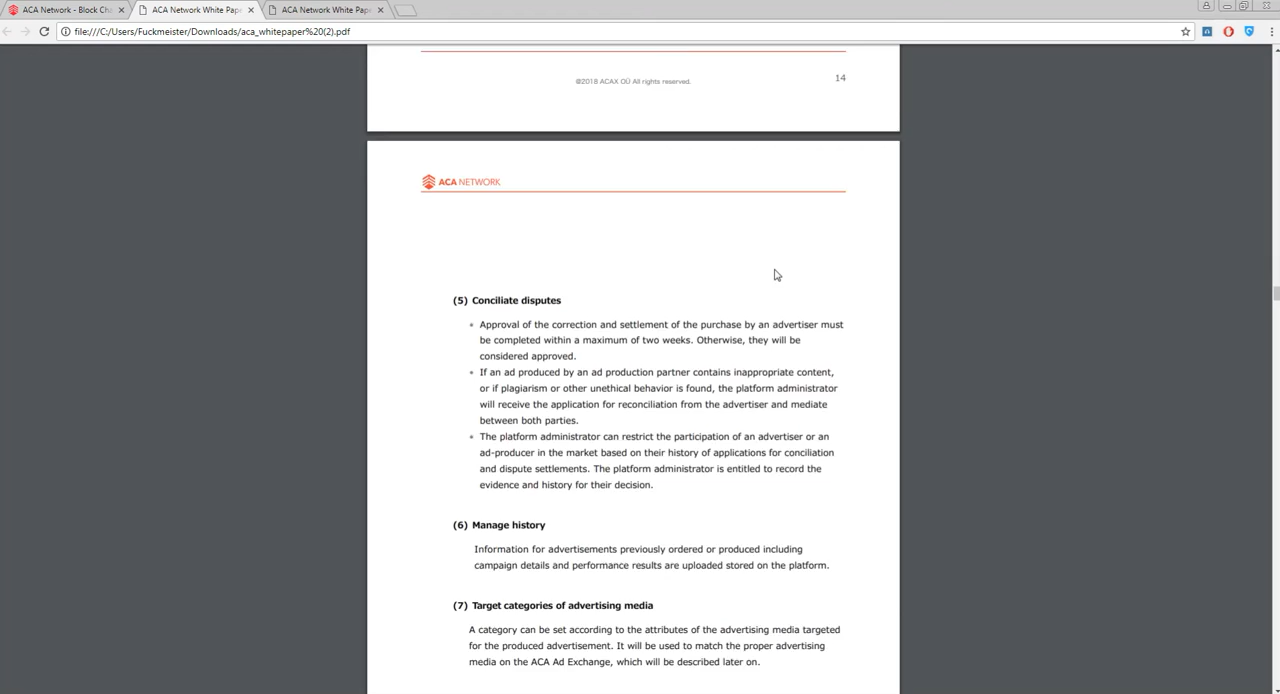 ACA Network - Block Cha
ACA Network White Pape
ACA Network White Pape
file:///C:/Users/Fuckmeister/Downloads/aca_whitepaper%20(2).pdf
@2018 ACAX OÜ All rights reserved.
14
ACA NETWORK
(5) Conciliate disputes
• Approval of the correction and settlement of the purchase by an advertiser must
be completed within a maximum of two weeks. Otherwise, they will be
considered approved.
• If an ad produced by an ad production partner contains inappropriate content,
or if plagiarism or other unethical behavior is found, the platform administrator
will receive the application for reconciliation from the advertiser and mediate
between both parties.
• The platform administrator can restrict the participation of an advertiser or an
ad-producer in the market based on their history of applications for conciliation
and dispute settlements. The platform administrator is entitled to record the
evidence and history for their decision.
(6) Manage history
Information for advertisements previously ordered or produced including
campaign details and performance results are uploaded stored on the platform.
(7) Target categories of advertising media
A category can be set according to the attributes of the advertising media targeted
for the produced advertisement. It will be used to match the proper advertising
media on the ACA Ad Exchange, which will be described later on.